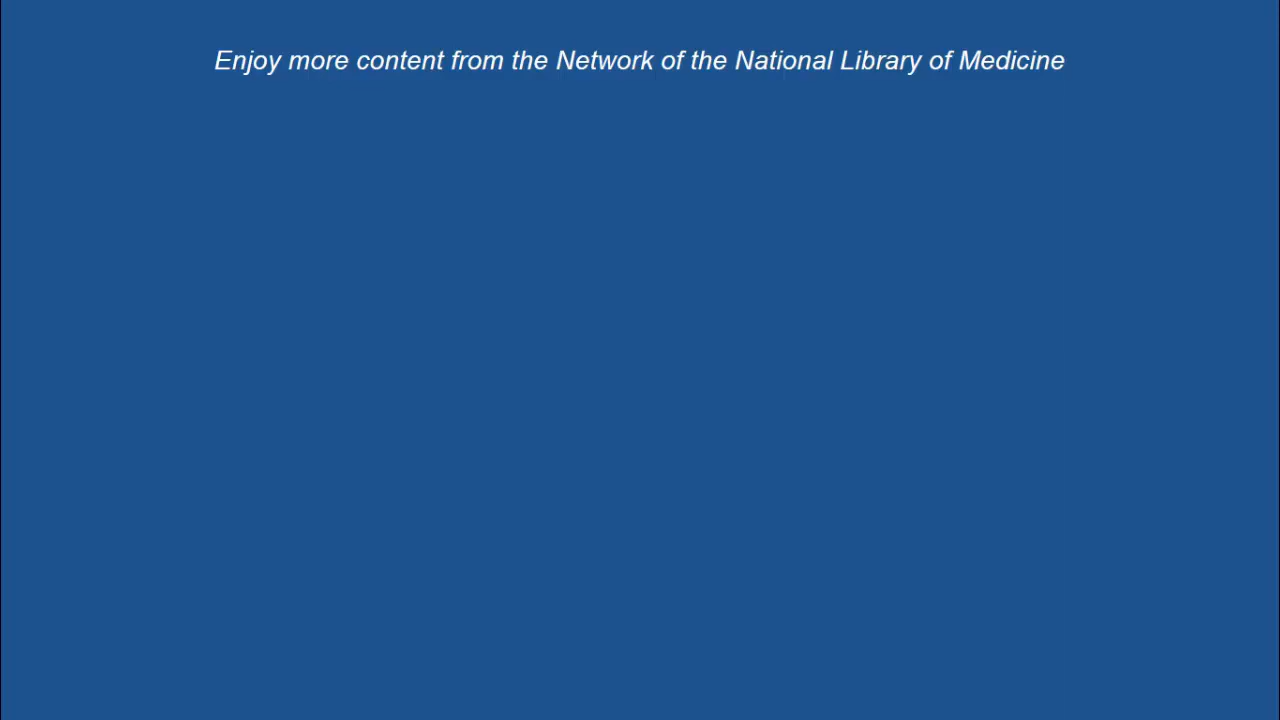 Enjoy more content from the Network of the National Library of Medicine